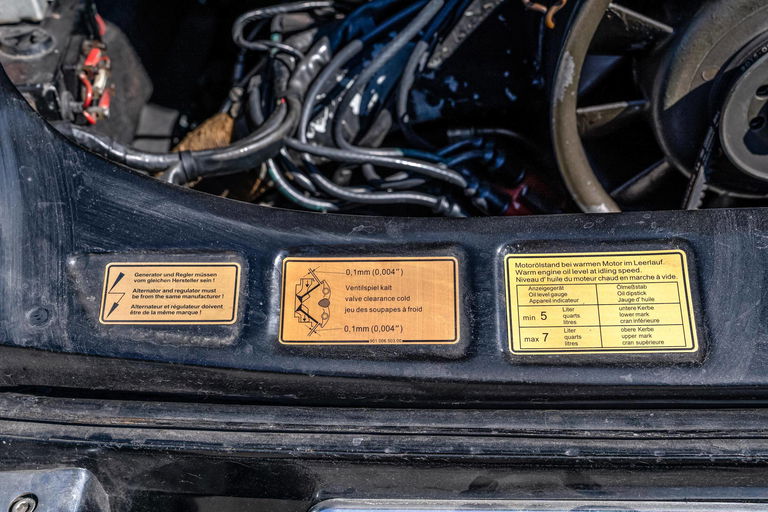 Generator und Regler müssen
vom gleichen Hersteller sein !
Alternator and regulator must
be from the same manufacturer !
Alternateur et régulateur doivent
être de la même marque !
0,1mm (0,004")
Ventilspiel kalt
valve clearance cold
jeu des soupapes à froid
0,1mm (0,004")
901 006 503 00
Motorölstand bei warmen Motor im Leerlauf.
Warm engine oil level at idling speed.
Niveau d'huile du moteur chaud en marche à vide.
Anzeigegerät
Oil level gauge
Appareil indicateur
Ölmeßstab
Oil dipstick
Jauge d'huile
min 5 Liter
quarts
litres
untere Kerbe
lower mark
cran inférieure
max 7 Liter
quarts
litres
obere Kerbe
upper mark
cran supérieure